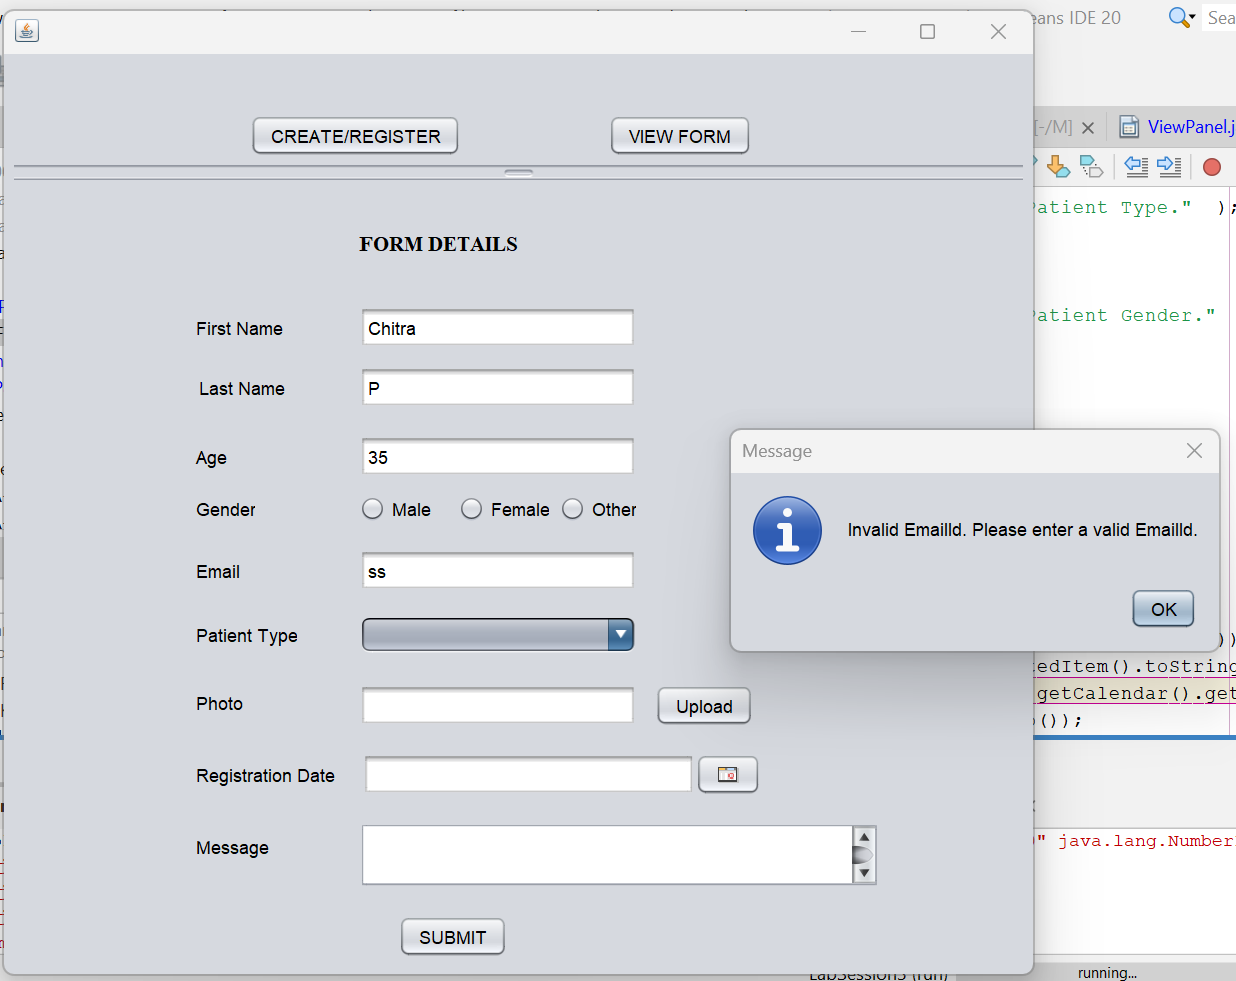 eans IDE 20
Sea
CREATE/REGISTER
VIEW FORM
[-/M]
ViewPanel.j
FORM DETAILS
atient Type." );
First Name Chitra
atient Gender."
Last Name P
Age 35
Message
Gender Male Female Other
Invalid EmailId. Please enter a valid EmailId.
Email ss
OK
Patient Type
))
edItem().toString
getCalendar().get
Photo Upload
());
Registration Date
Message
" java.lang.Number
SUBMIT
LabSession5 (run)
running...